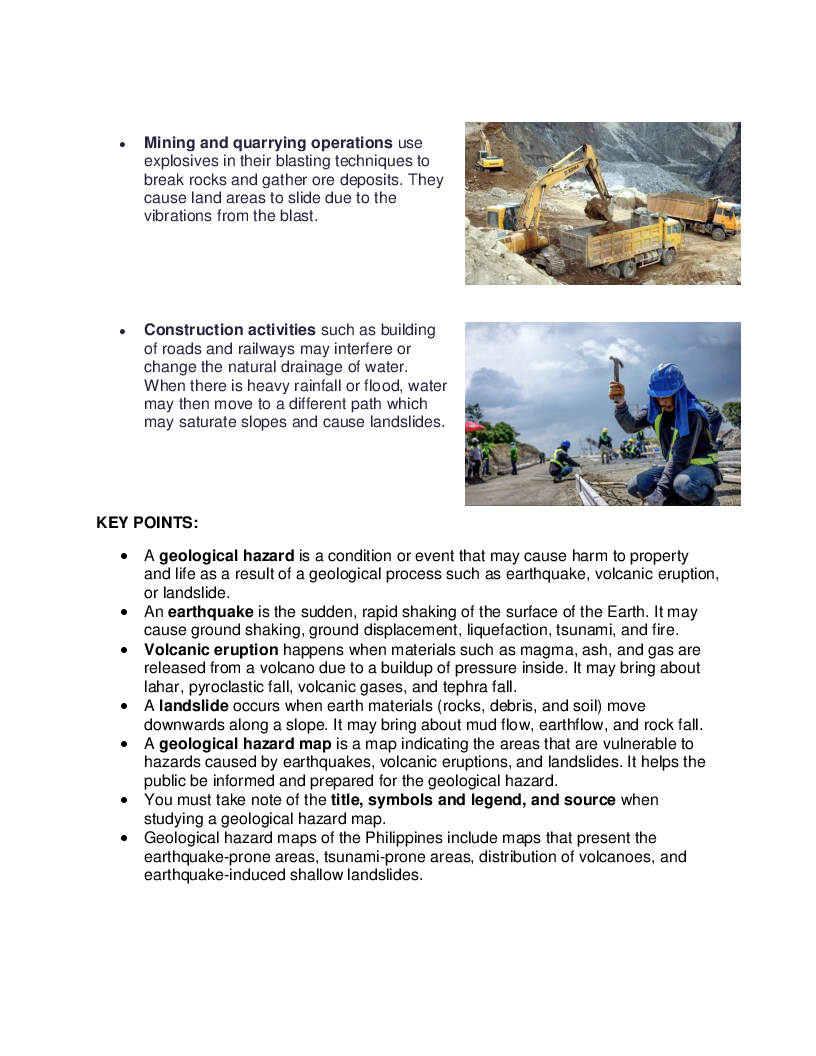 • Mining and quarrying operations use
explosives in their blasting techniques to
break rocks and gather ore deposits. They
cause land areas to slide due to the
vibrations from the blast.
• Construction activities such as building
of roads and railways may interfere or
change the natural drainage of water.
When there is heavy rainfall or flood, water
may then move to a different path which
may saturate slopes and cause landslides.
KEY POINTS:
• A geological hazard is a condition or event that may cause harm to property
and life as a result of a geological process such as earthquake, volcanic eruption,
or landslide.
• An earthquake is the sudden, rapid shaking of the surface of the Earth. It may
cause ground shaking, ground displacement, liquefaction, tsunami, and fire.
• Volcanic eruption happens when materials such as magma, ash, and gas are
released from a volcano due to a buildup of pressure inside. It may bring about
lahar, pyroclastic fall, volcanic gases, and tephra fall.
• A landslide occurs when earth materials (rocks, debris, and soil) move
downwards along a slope. It may bring about mud flow, earthflow, and rock fall.
• A geological hazard map is a map indicating the areas that are vulnerable to
hazards caused by earthquakes, volcanic eruptions, and landslides. It helps the
public be informed and prepared for the geological hazard.
• You must take note of the title, symbols and legend, and source when
studying a geological hazard map.
• Geological hazard maps of the Philippines include maps that present the
earthquake-prone areas, tsunami-prone areas, distribution of volcanoes, and
earthquake-induced shallow landslides.